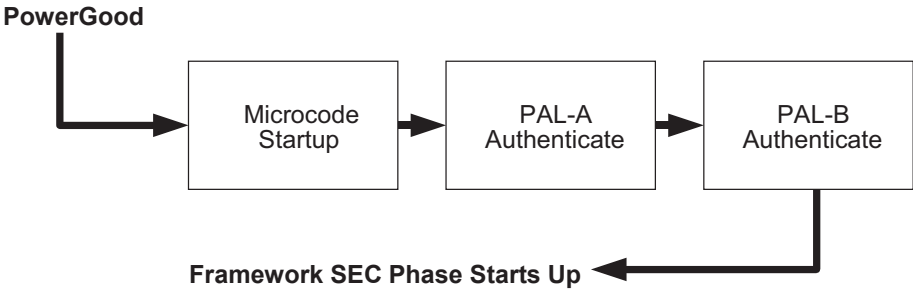 PowerGood
Microcode
Startup
PAL-A
Authenticate
PAL-B
Authenticate
Framework SEC Phase Starts Up